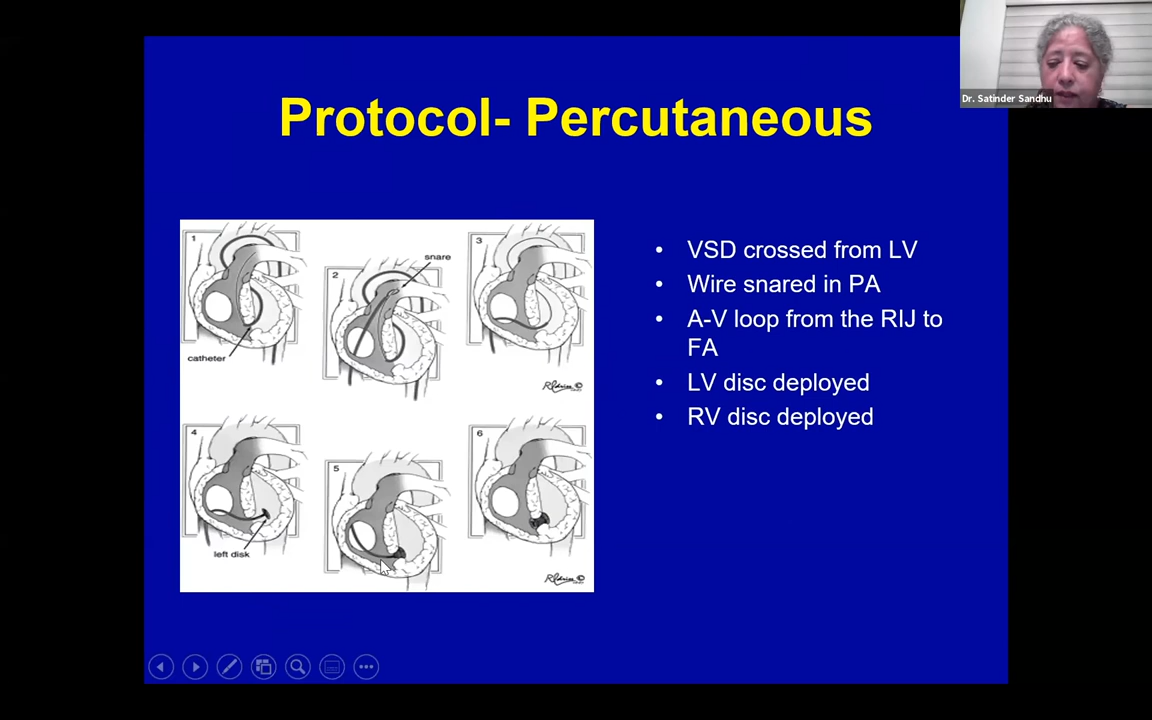 Dr. Satinder Sandhu
Protocol- Percutaneous
1
catheter
2
snare
3
4
left disk
5
6
• VSD crossed from LV
• Wire snared in PA
• A-V loop from the RIJ to
FA
• LV disc deployed
• RV disc deployed